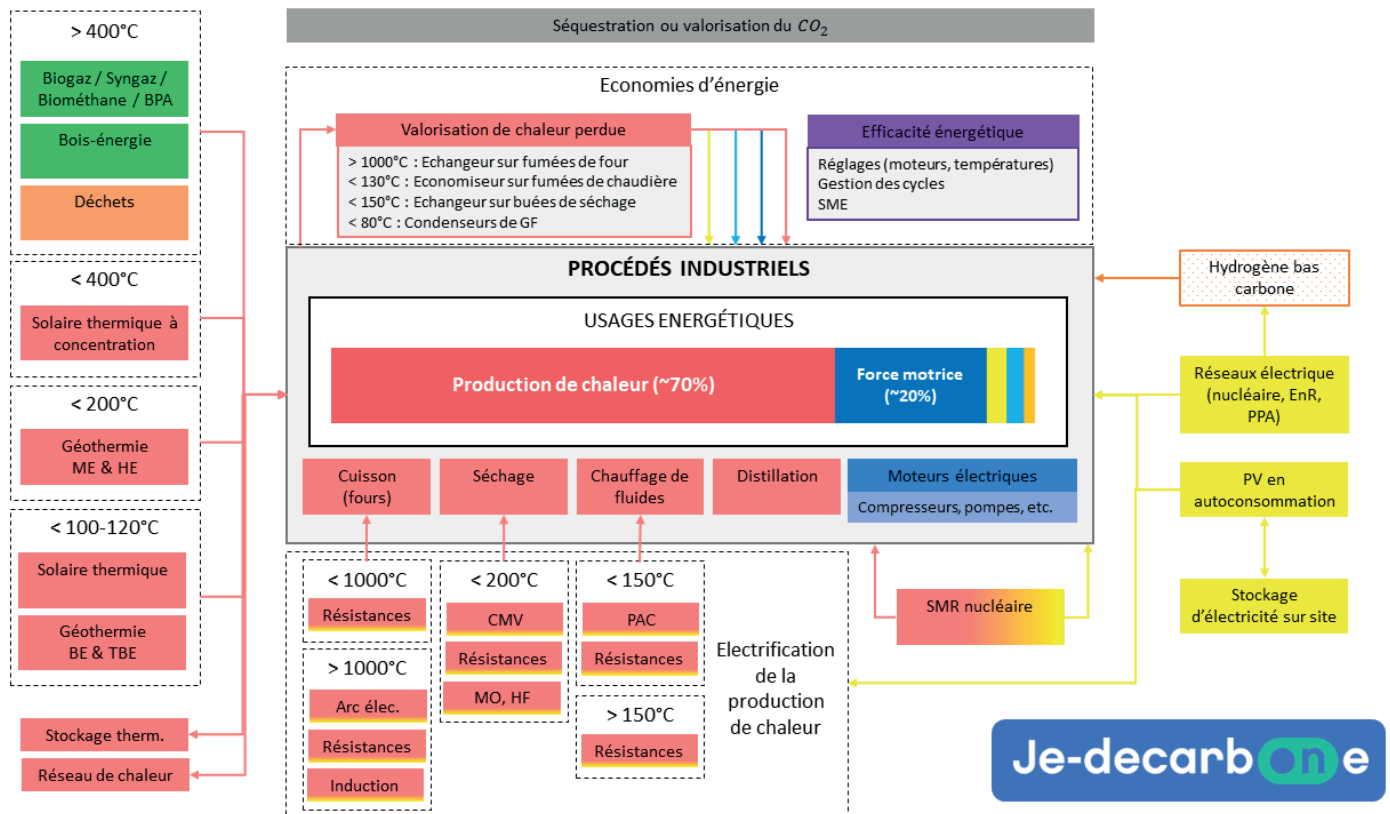 Séquestration ou valorisation du CO₂
> 400°C
Biogaz / Syngaz /
Biométhane / BPA
Bois-énergie
Déchets
< 400°C
Solaire thermique à
concentration
< 200°C
Géothermie
ME & HE
< 100-120°C
Solaire thermique
Géothermie
BE & TBE
Stockage therm.
Réseau de chaleur
Economies d'énergie
Valorisation de chaleur perdue
> 1000°C : Echangeur sur fumées de four
< 130°C : Economiseur sur fumées de chaudière
< 150°C : Echangeur sur buées de séchage
< 80°C : Condenseurs de GF
Efficacité énergétique
Réglages (moteurs, températures)
Gestion des cycles
SME
PROCÉDÉS INDUSTRIELS
USAGES ENERGÉTIQUES
Production de chaleur (~70%)
Force motrice
(~20%)
Cuisson
(fours)
Séchage
Chauffage de
fluides
Distillation
Moteurs électriques
Compresseurs, pompes, etc.
< 1000°C
Résistances
> 1000°C
Arc élec.
Résistances
Induction
< 200°C
CMV
Résistances
MO, HF
< 150°C
PAC
Résistances
> 150°C
Résistances
Electrification
de la
production
de chaleur
SMR nucléaire
Hydrogène bas
carbone
Réseaux électrique
(nucléaire, EnR,
PPA)
PV en
autoconsommation
Stockage
d'électricité sur site
Je-decarbone